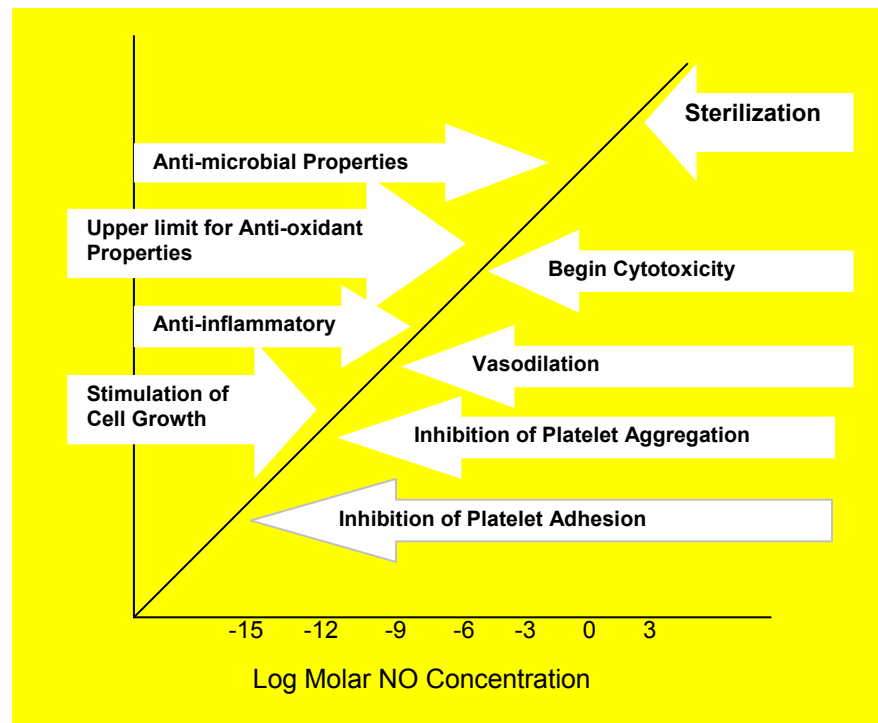 Sterilization
Anti-microbial Properties
Upper limit for Anti-oxidant
Properties
Begin Cytotoxicity
Anti-inflammatory
Vasodilation
Stimulation of
Cell Growth
Inhibition of Platelet Aggregation
Inhibition of Platelet Adhesion
-15 -12 -9 -6 -3 0 3
Log Molar NO Concentration